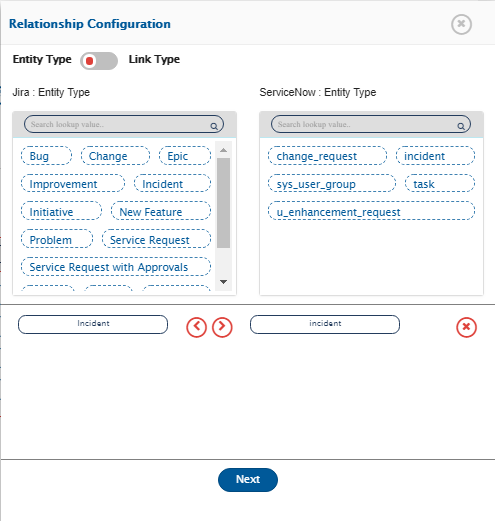 Relationship Configuration
Entity Type Link Type
Jira : Entity Type
ServiceNow : Entity Type
Search lookup value..
Search lookup value..
Bug Change Epic
change_request incident
Improvement Incident
sys_user_group task
Initiative New Feature
u_enhancement_request
Problem Service Request
Service Request with Approvals
Incident incident
Next